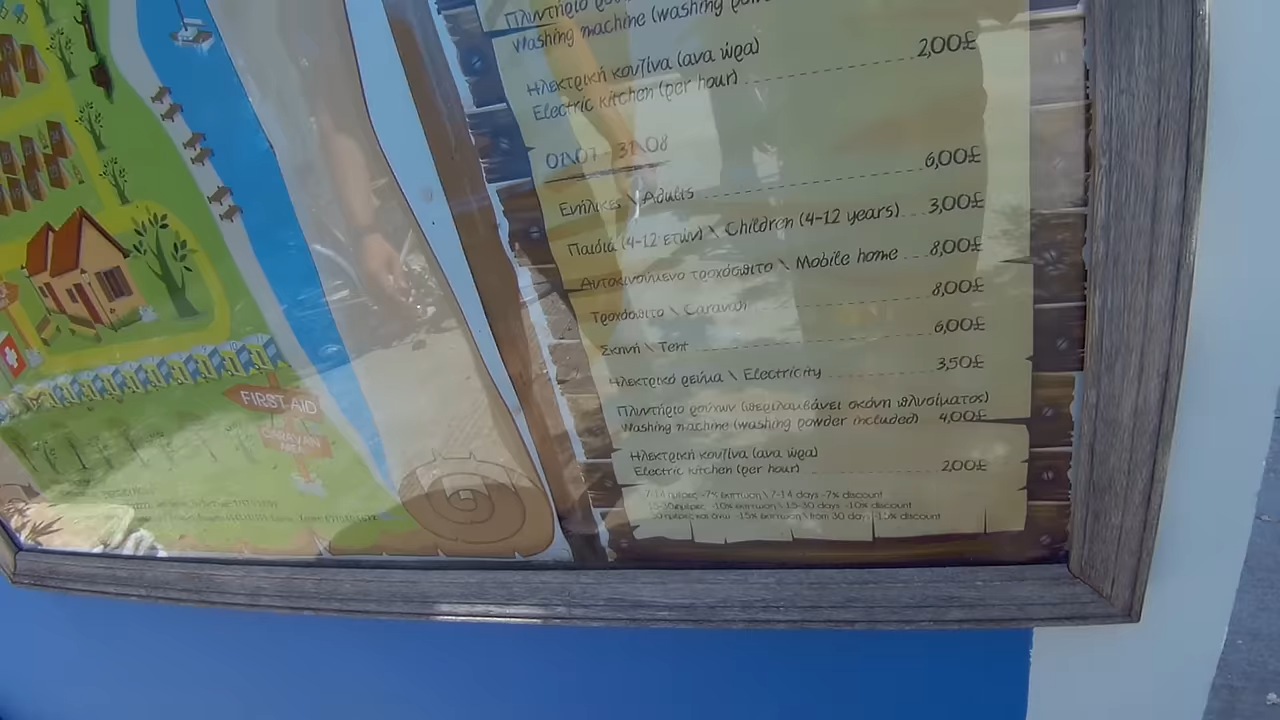 FIRST AID
CARAVAN
AREA
Πλυντήριο
Washing machine (washing
Ηλεκτρική κουζίνα (ανα ώρα)
Electric kitchen (per hour) 2,00£
01\07 - 31\08
Ενήλικες \ Adults 6,00£
Παιδιά (4-12 ετών) \ Children (4-12 years) 3,00£
Αυτοκινούμενο τροχόσπιτο \ Mobile home 8,00£
Τροχόσπιτο \ Caravan 8,00£
Σκηνή \ Tent 6,00£
Ηλεκτρικό ρεύμα \ Electricity 3,50£
Πλυντήριο ρούχων (περιλαμβάνει σκόνη πλυσίματος)
Washing machine (washing powder included) 4,00£
Ηλεκτρική κουζίνα (ανα ώρα)
Electric kitchen (per hour) 2,00£
7-14 ημέρες -7% έκπτωση \ 7-14 days -7% discount
15-30 ημέρες -10% έκπτωση \ 15-30 days -10% discount
30 ημέρες και άνω -15% έκπτωση \ from 30 days -15% discount